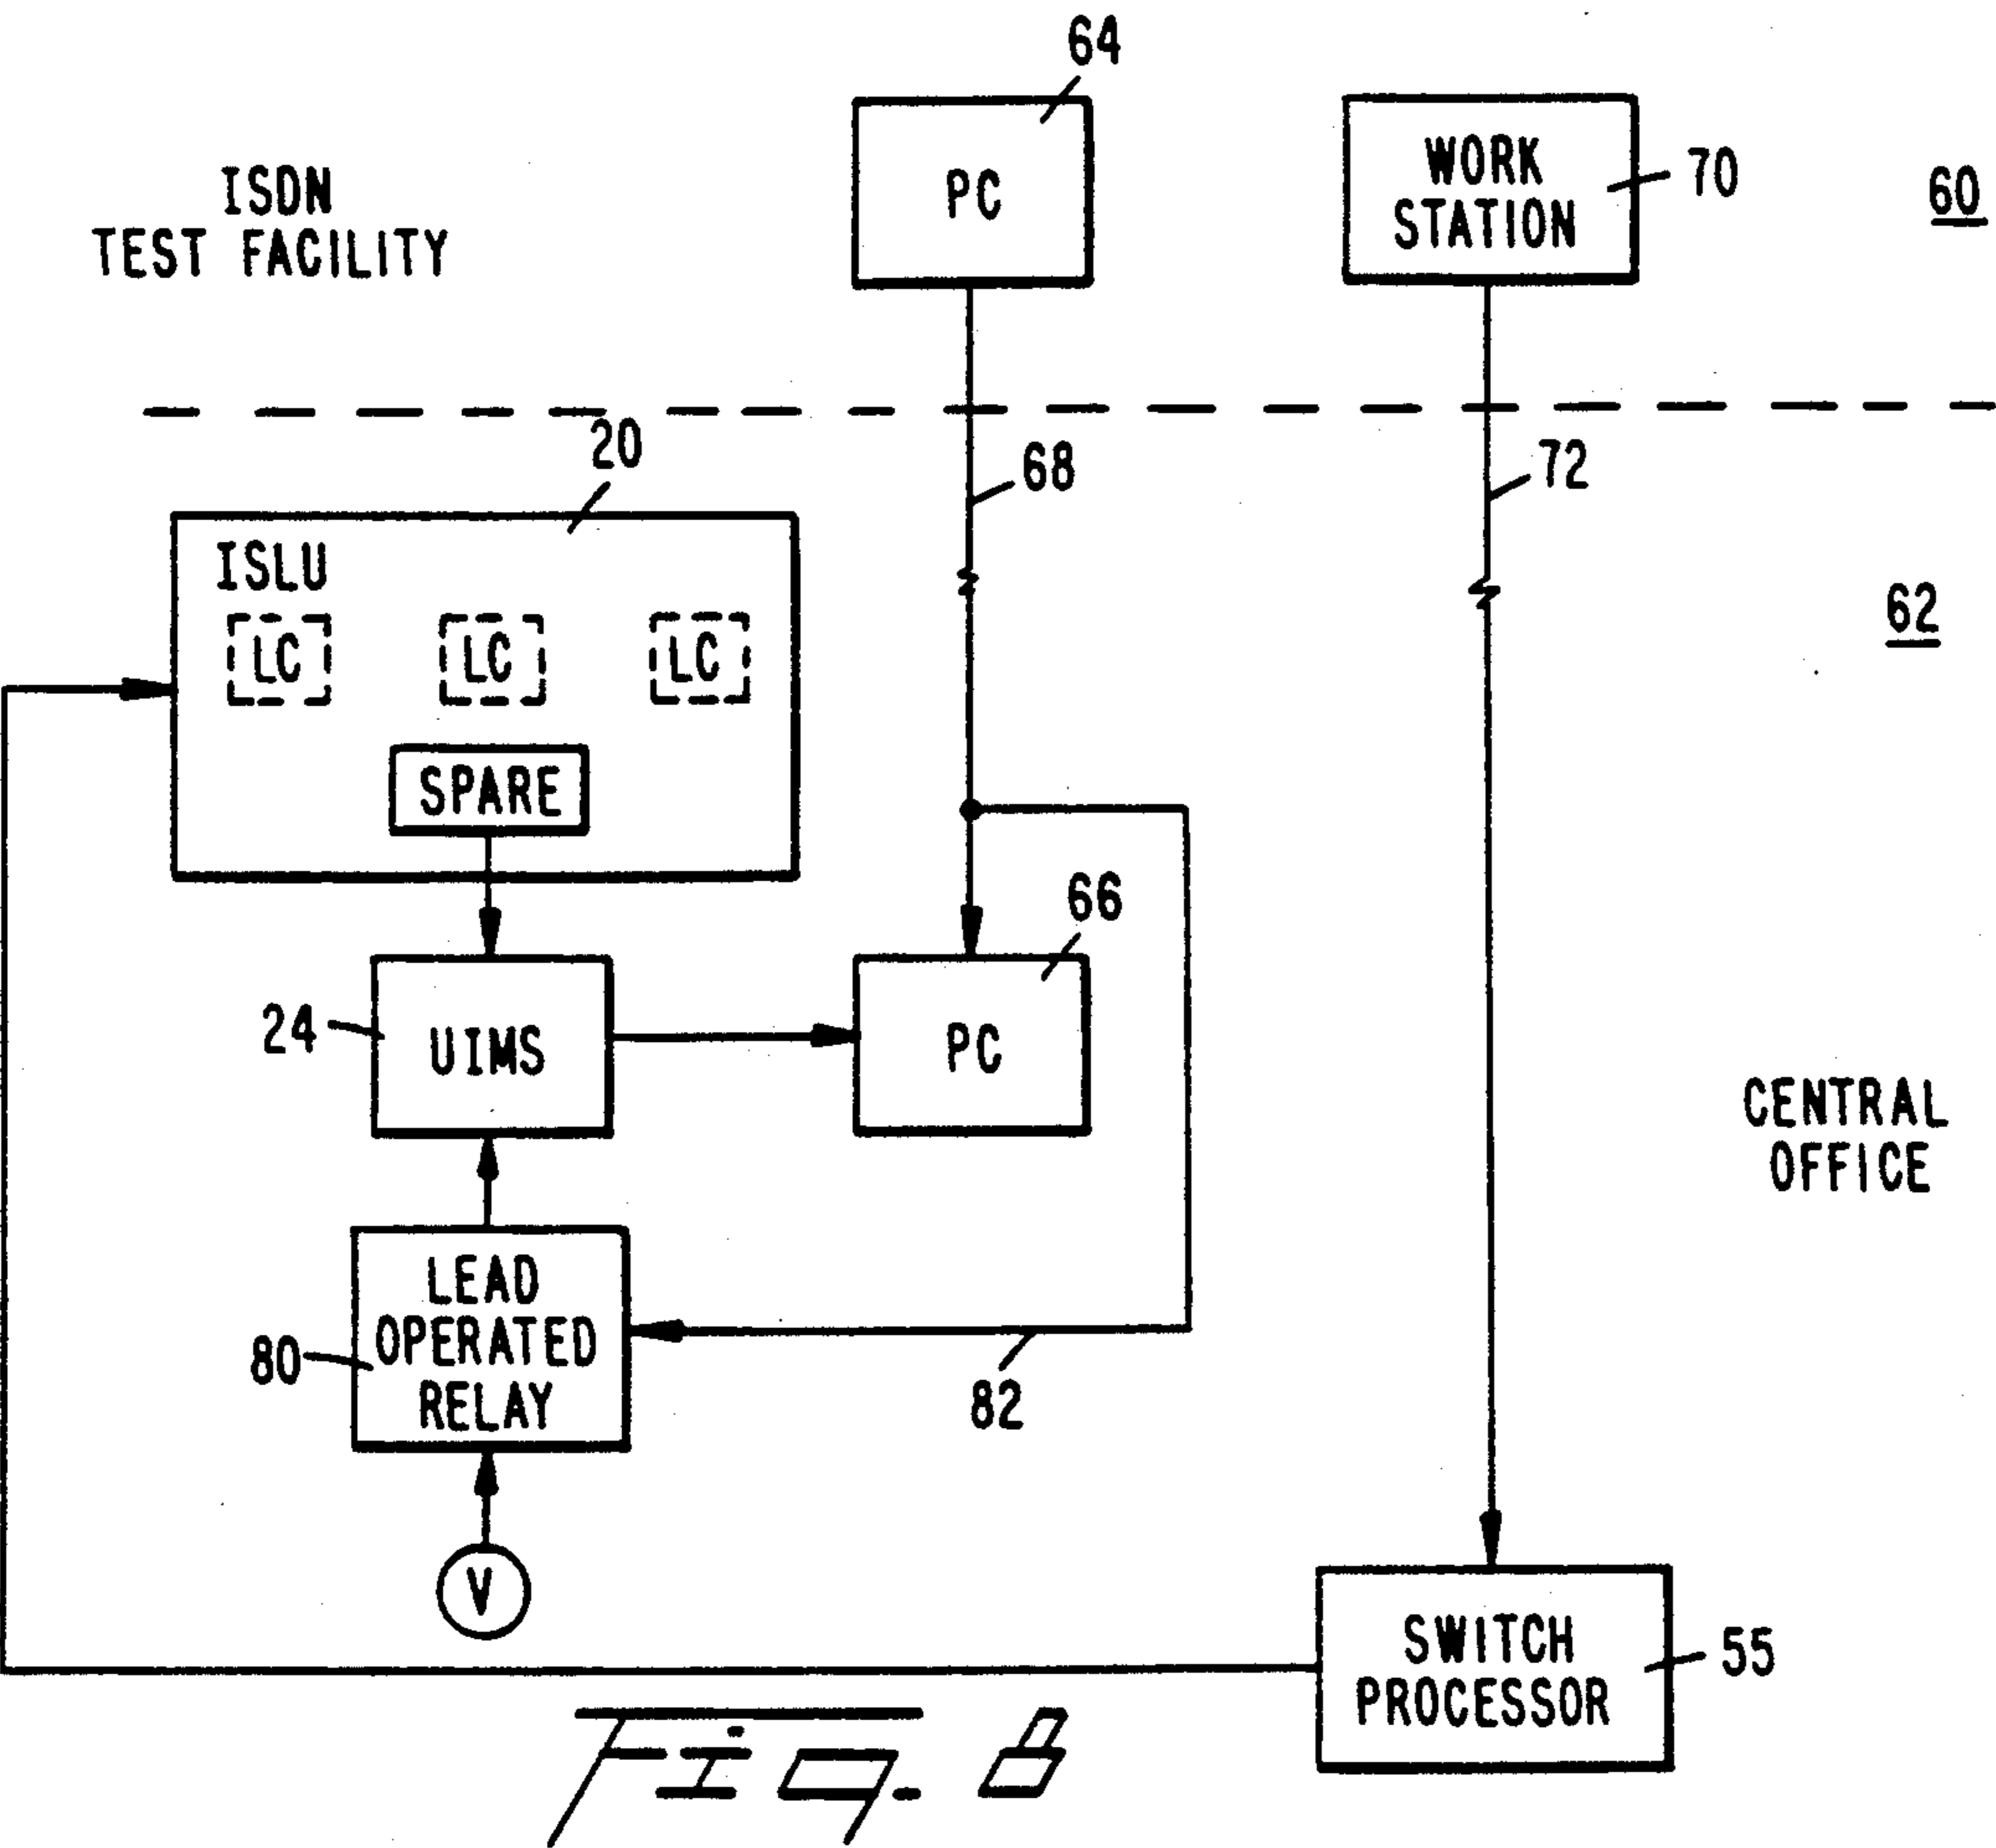 64
PC
WORK
STATION
70
60
ISDN
TEST FACILITY
20
68
72
ISLU
LC LC LC
62
SPARE
66
24
UIMS
PC
CENTRAL
OFFICE
LEAD
OPERATED
RELAY
80
82
V
SWITCH
PROCESSOR
55
Fig. 8